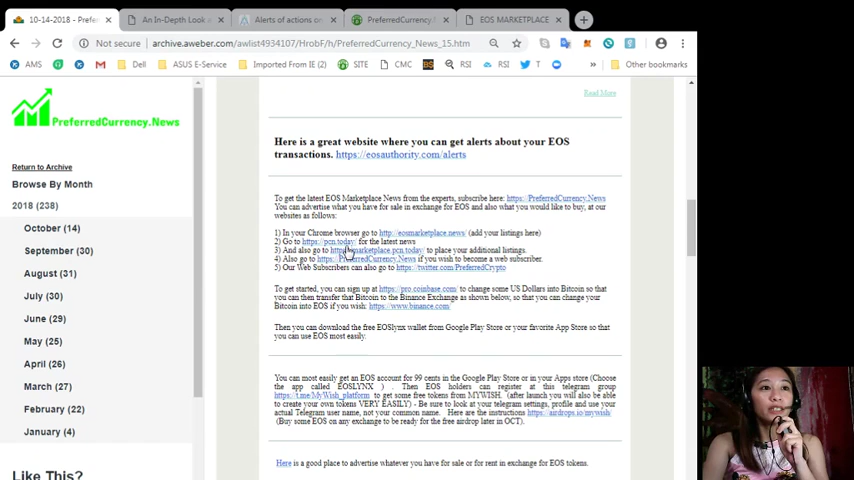 10-14-2018 - Prefe
An In-Depth Look
Alerts of actions on
PreferredCurrency.
EOS MARKETPLACE
Not secure
archive.aweber.com/awlist4934107/HrobF/h/PreferredCurrency_News_15.htm
AMS
Dell
ASUS E-Service
Imported From IE (2)
SITE
CMC
RSI
RSI
T
Other bookmarks
PreferredCurrency.News
Return to Archive
Browse By Month
2018 (238)
October (14)
September (30)
August (31)
July (30)
June (29)
May (25)
April (26)
March (27)
February (22)
January (4)
Like This?
Read More
Here is a great website where you can get alerts about your EOS
transactions. https://eosauthority.com/alerts
To get the latest EOS Marketplace News from the experts, subscribe here: https://PreferredCurrency.News
You can advertise what you have for sale in exchange for EOS and also what you would like to buy, at our
websites as follows:
1) In your Chrome browser go to http://eosmarketplace.news/ (add your listings here)
2) Go to https://pcn.today/ for the latest news
3) And also go to https://marketplace.pcn.today/ to place your additional listings.
4) Also go to https://PreferredCurrency.News if you wish to become a web subscriber.
5) Our Web Subscribers can also go to https://twitter.com/PreferredCrypto
To get started, you can sign up at https://pro.coinbase.com/ to change some US Dollars into Bitcoin so
that you can then transfer that Bitcoin to the Binance Exchange as shown below, so that you can change your
Bitcoin into EOS if you wish: https://www.binance.com/
Then you can download the free EOSlynx wallet from Google Play Store or your favorite App Store so that
you can use EOS most easily.
You can most easily get an EOS account for 99 cents in the Google Play Store or in your Apps store (Choose
the app called EOSLYNX ) . Then EOS holders can register at this telegram group
https://t.me/MyWish_platform to get some free tokens from MYWISH. (after launch you will also be able
to create your own tokens VERY EASILY) - Be sure to look at your telegram settings, profile and use your
actual Telegram user name, not your common name. Here are the instructions https://airdrops.io/mywish/
(Buy some EOS on any exchange to be ready for the free airdrop later in OCT).
Here is a good place to advertise whatever you have for sale or for rent in exchange for EOS tokens.